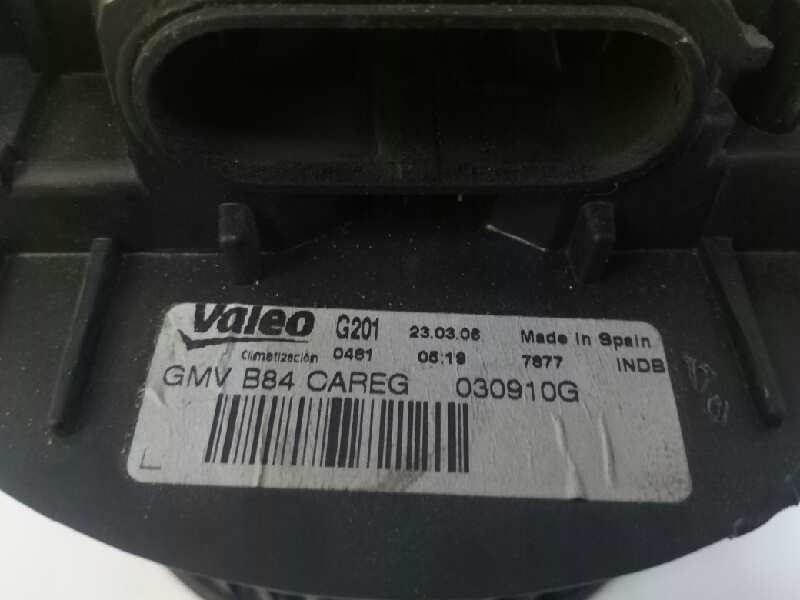 Valeo G201 23.03.06 Made in Spain
Climatización 0461 05:19 7877 INDB
GMV B84 CAREG 030910G
L